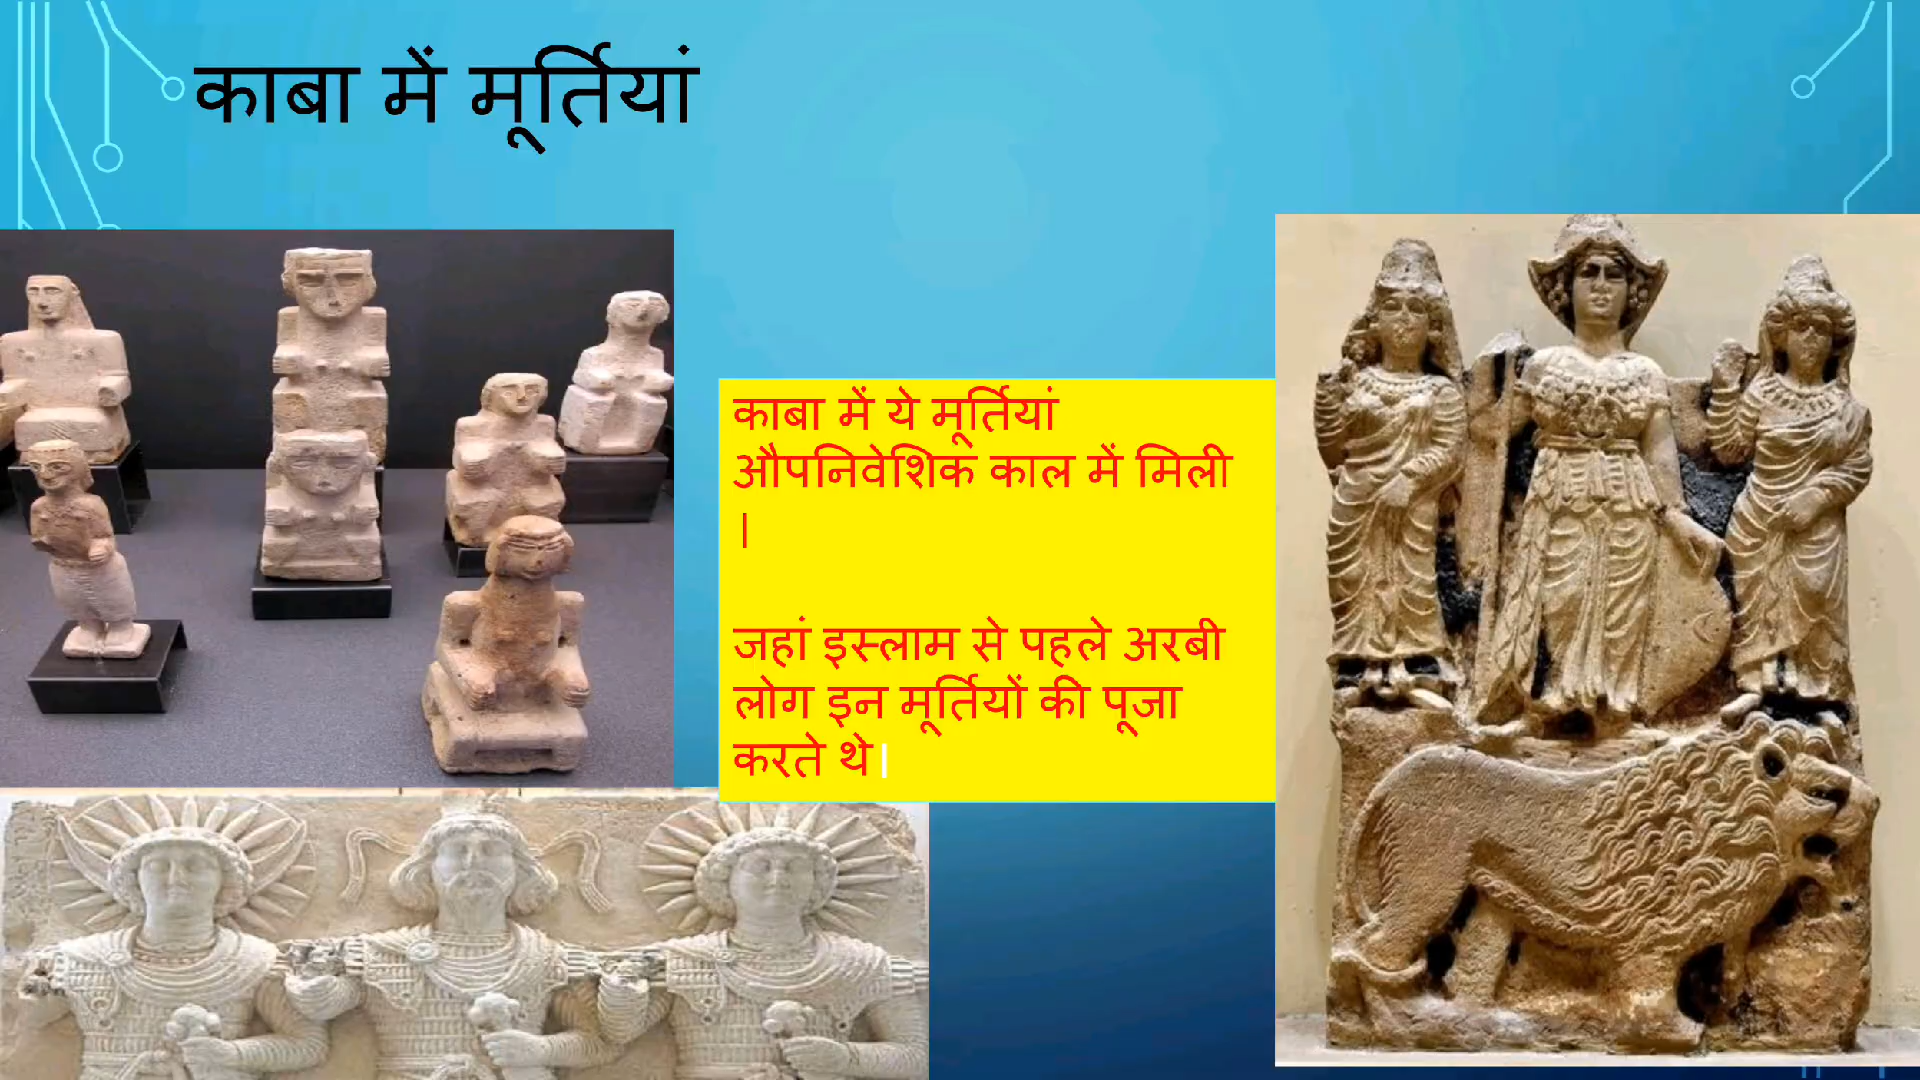 काबा में मूर्तियां
काबा में ये मूर्तियां
औपनिवेशिक काल में मिली
।
जहां इस्लाम से पहले अरबी
लोग इन मूर्तियों की पूजा
करते थे।